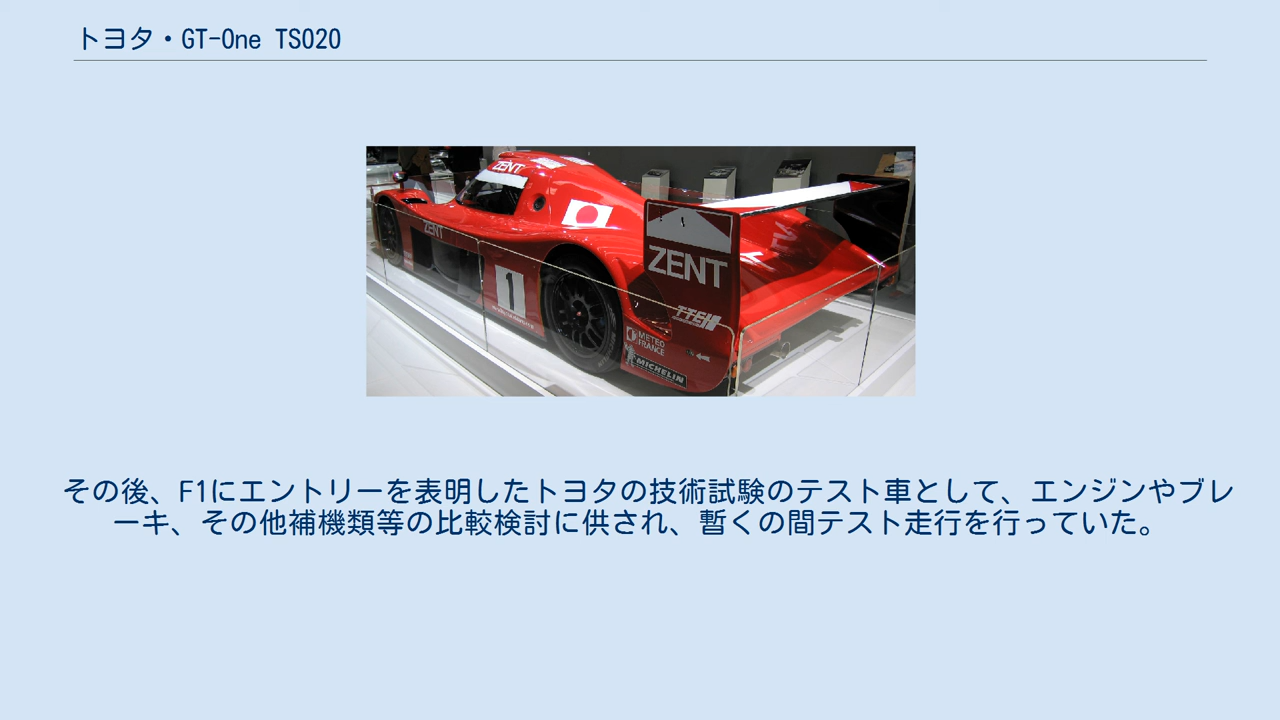 トヨタ・GT-One TS020
ZENT
ZENT
ZENT
1
TTE
METEO
FRANCE
MICHELIN
その後、F1にエントリーを表明したトヨタの技術試験のテスト車として、エンジンやブレ
ーキ、その他補機類等の比較検討に供され、暫くの間テスト走行を行っていた。